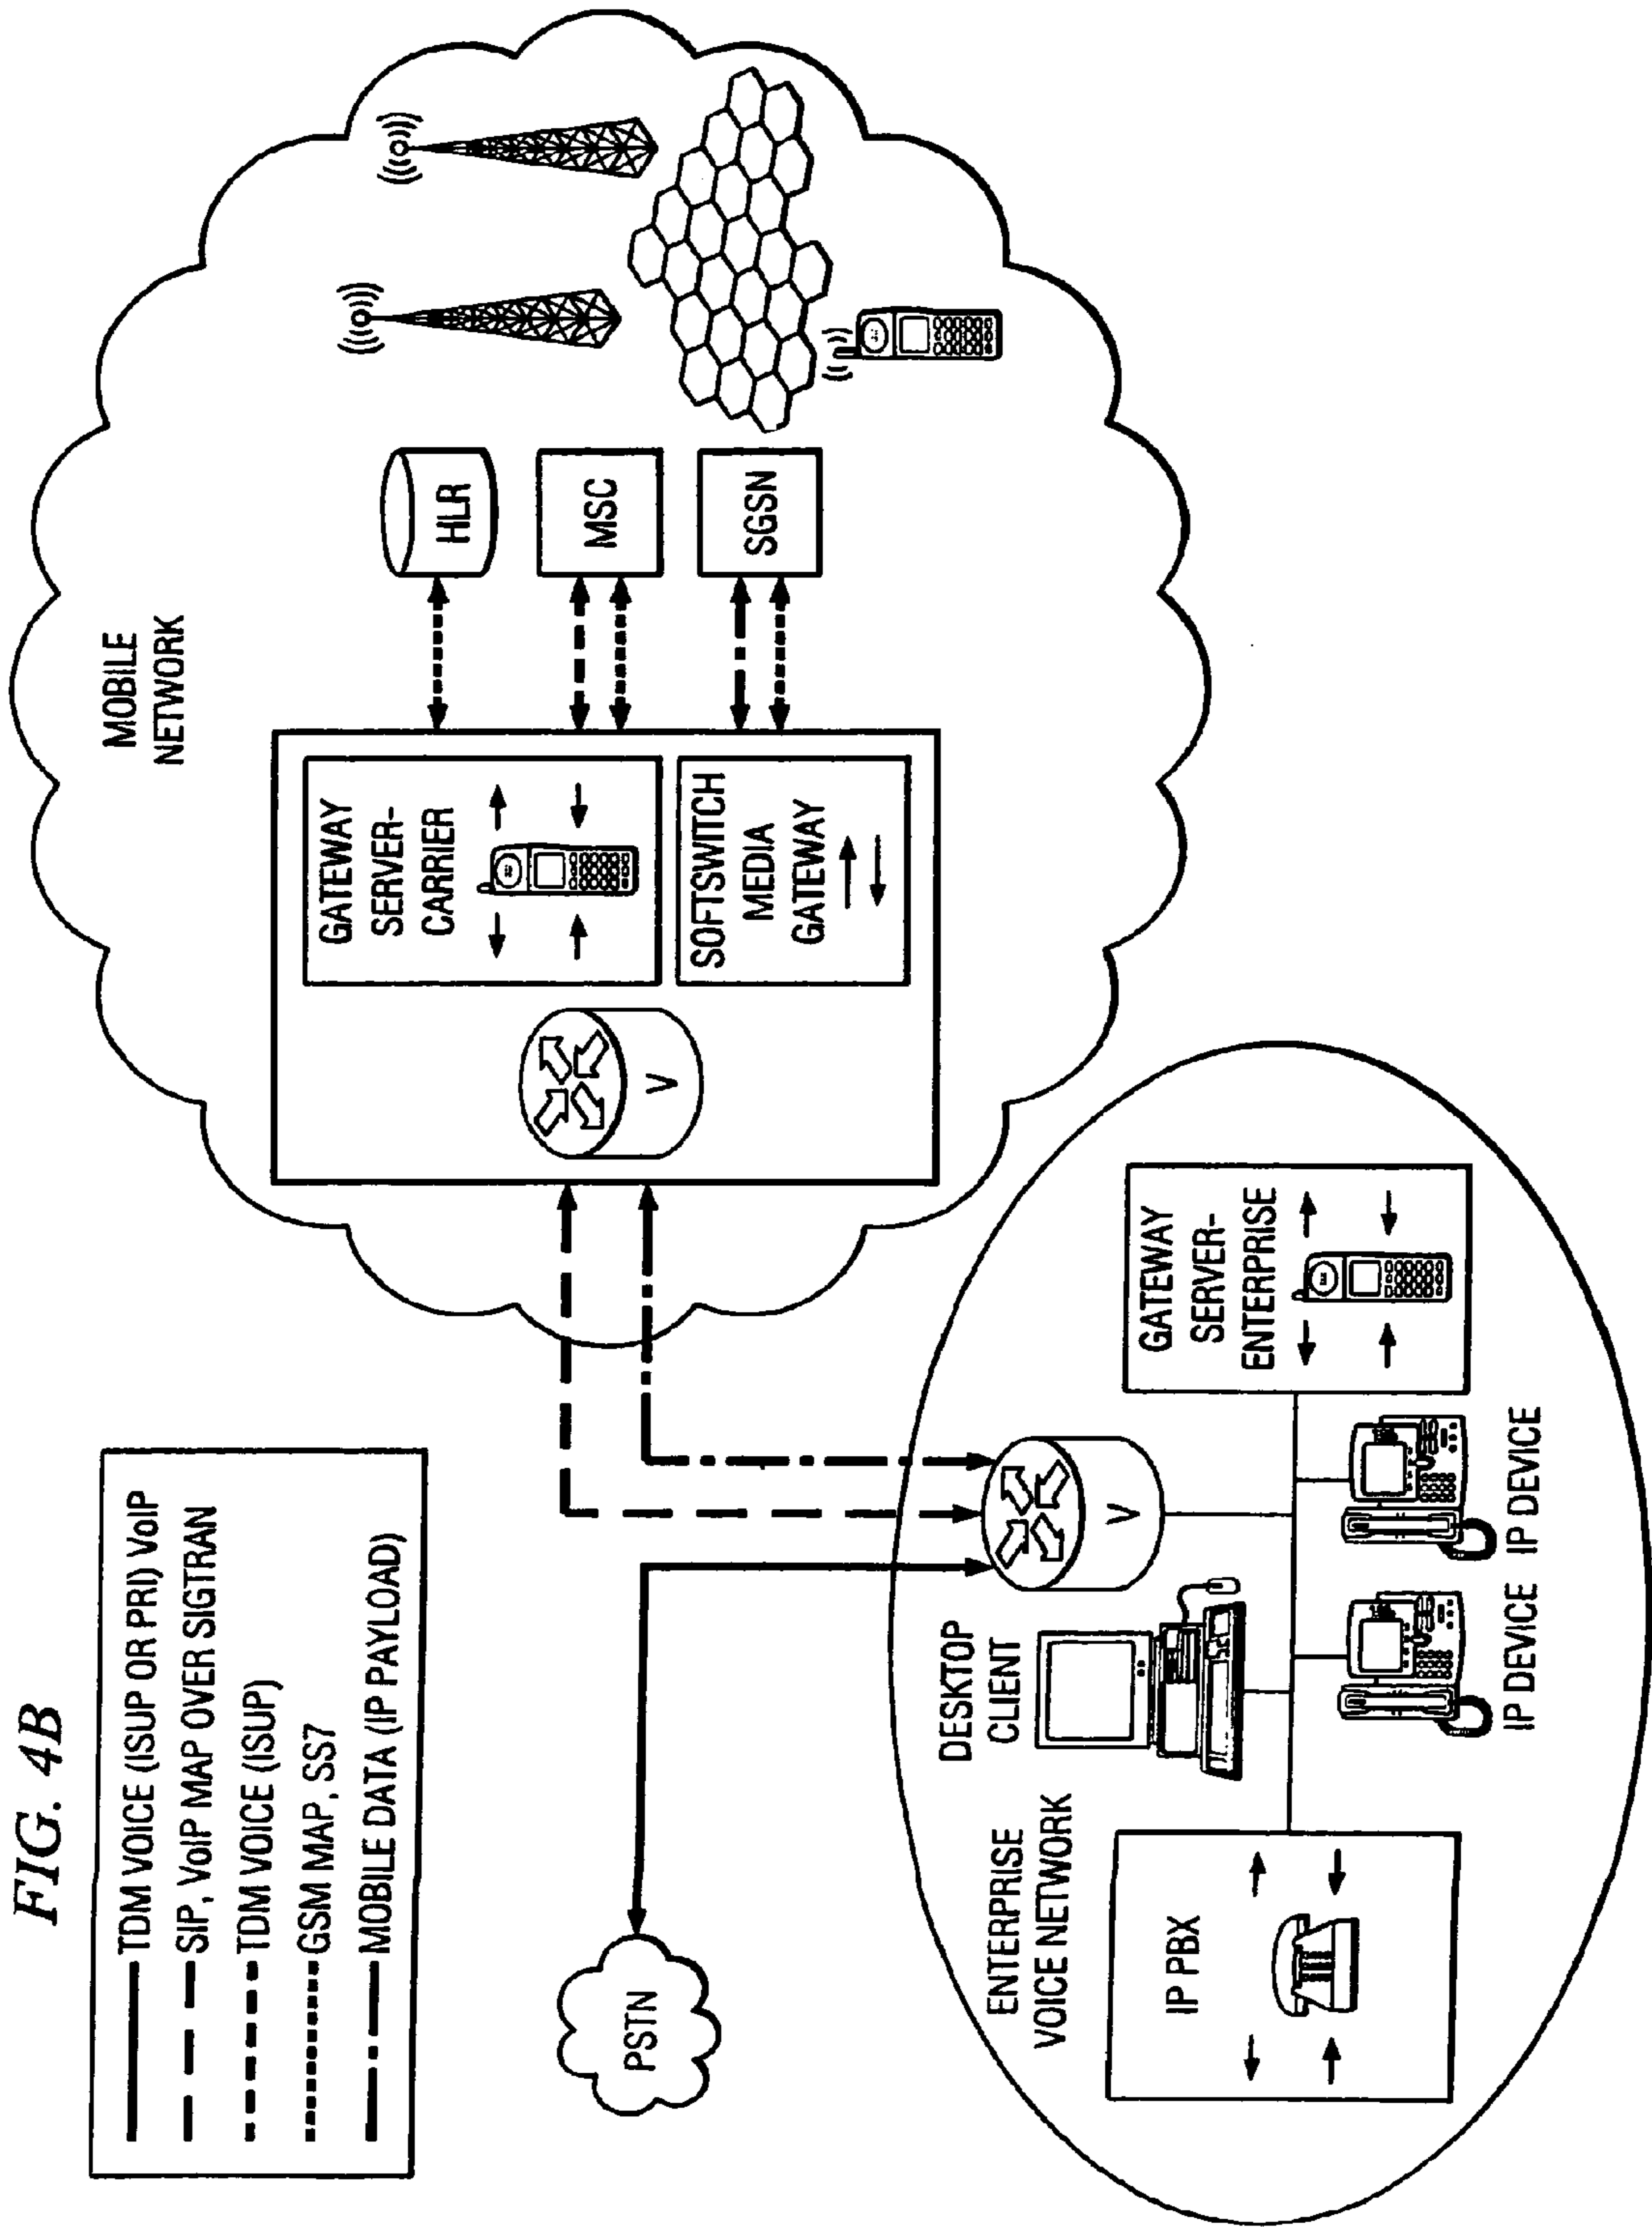 FIG. 4B
TDM VOICE (ISUP OR PRI) VoIP
SIP, VoIP MAP OVER SIGTRAN
TDM VOICE (ISUP)
GSM MAP, SS7
MOBILE DATA (IP PAYLOAD)
MOBILE
NETWORK
GATEWAY
SERVER-
CARRIER
SOFTSWITCH
MEDIA
GATEWAY
V
HLR
MSC
SGSN
PSTN
ENTERPRISE
VOICE NETWORK
DESKTOP
CLIENT
V
IP PBX
GATEWAY
SERVER-
ENTERPRISE
IP DEVICE
IP DEVICE